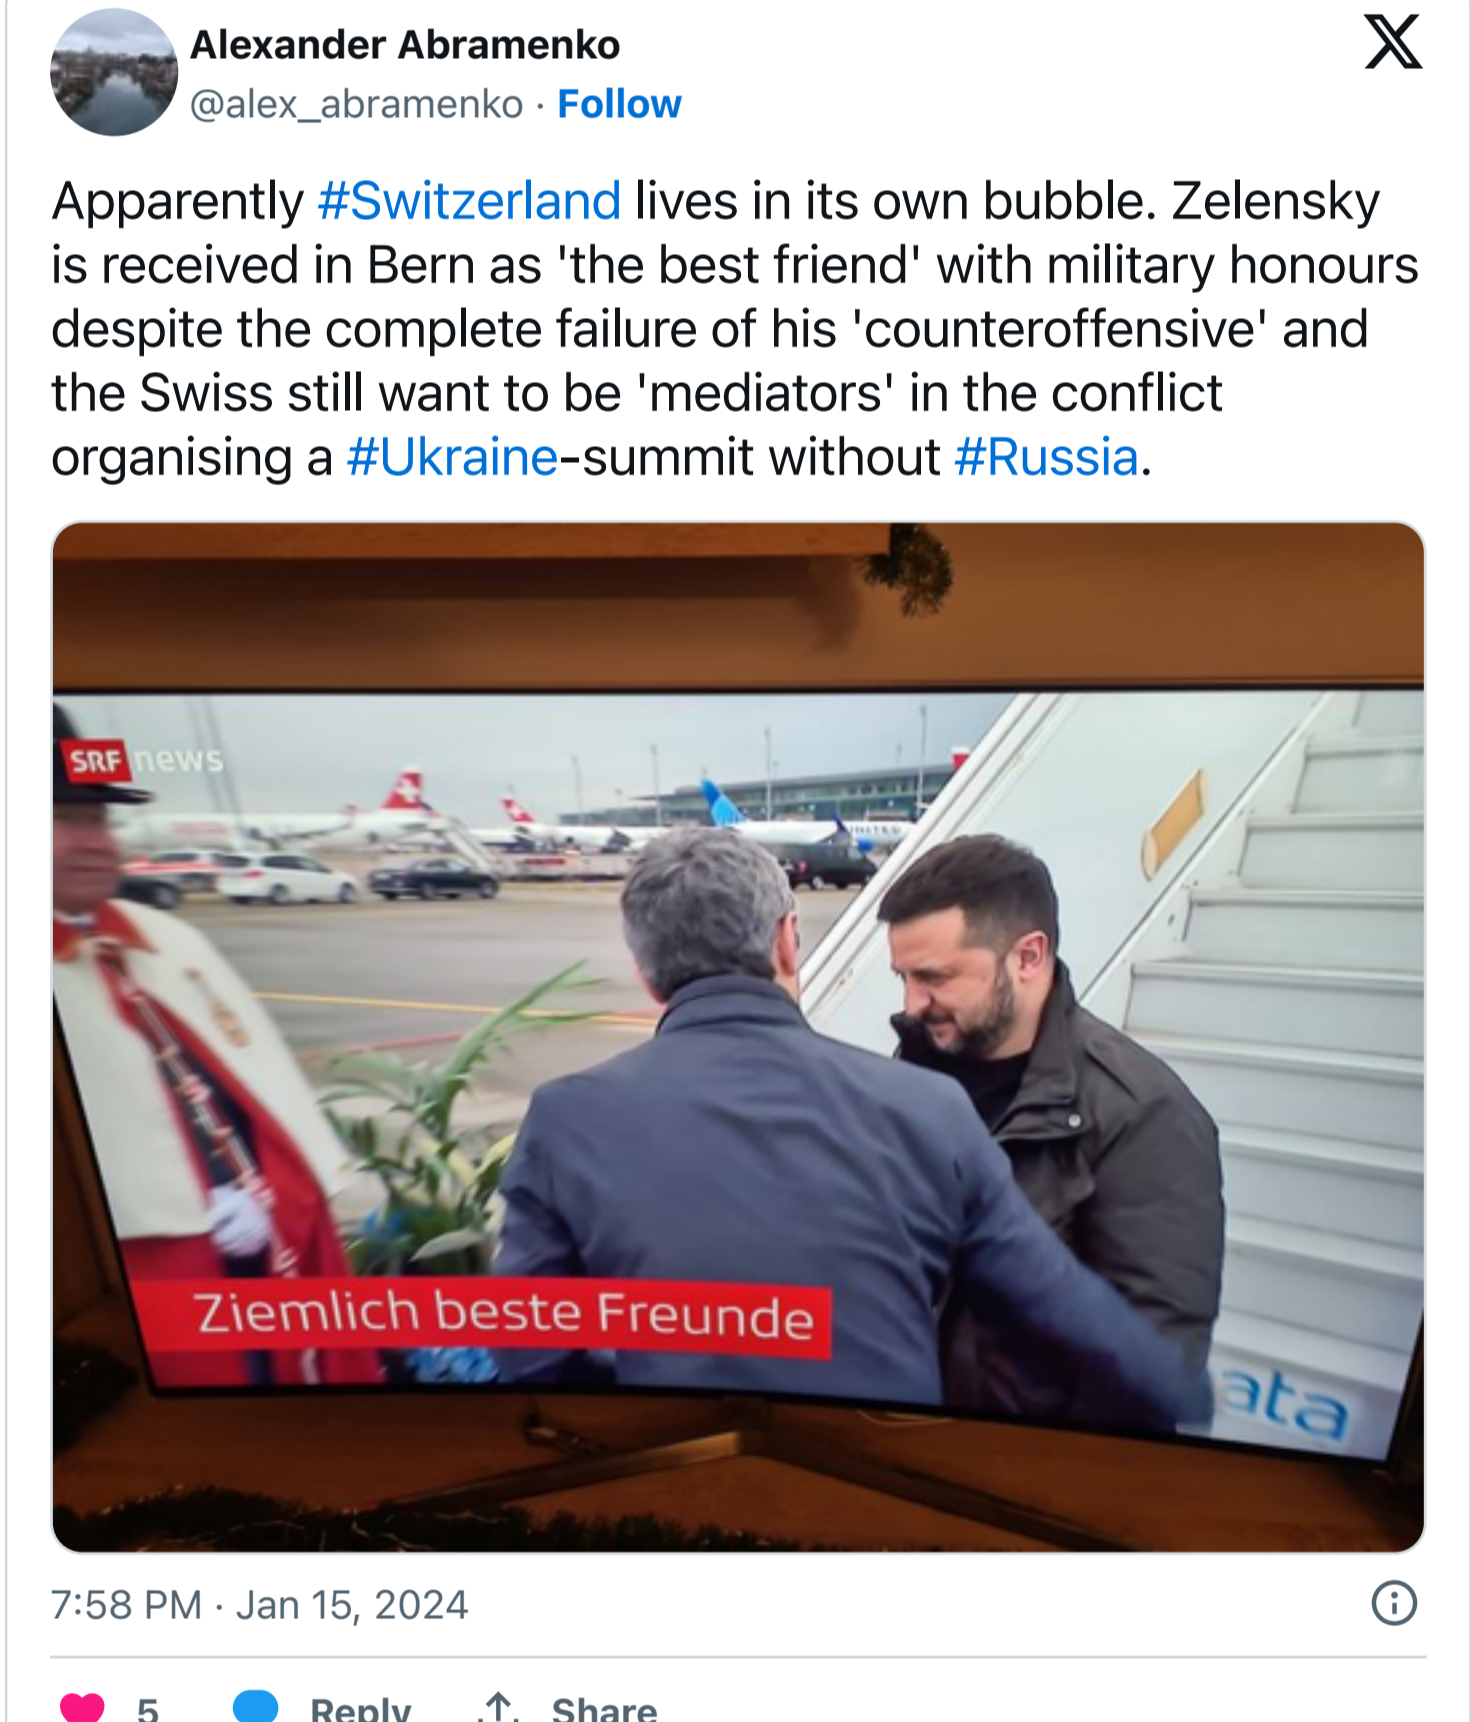 Alexander Abramenko
@alex_abramenko · Follow
Apparently #Switzerland lives in its own bubble. Zelensky
is received in Bern as 'the best friend' with military honours
despite the complete failure of his 'counteroffensive' and
the Swiss still want to be 'mediators' in the conflict
organising a #Ukraine-summit without #Russia.
SRF news
UNITED
Ziemlich beste Freunde
ata
7:58 PM · Jan 15, 2024
5 Reply Share